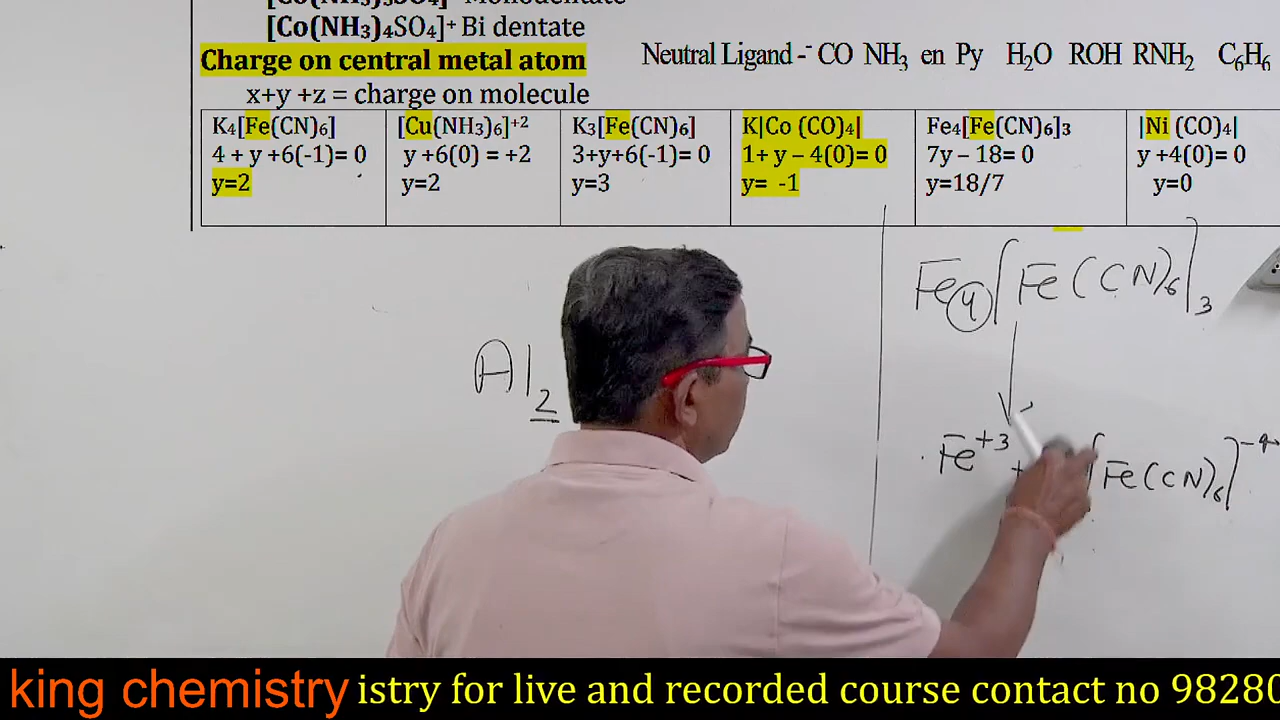 [Co(NH₃)₅SO₄]⁺ Monodentate
[Co(NH₃)₄SO₄]⁺ Bi dentate
Charge on central metal atom
x+y +z = charge on molecule
Neutral Ligand -⁻ CO NH₃ en Py H₂O ROH RNH₂ C₆H₆
K₄[Fe(CN)₆]
4 + y +6(-1)= 0
y=2
[Cu(NH₃)₆]⁺²
y +6(0) = +2
y=2
K₃[Fe(CN)₆]
3+y+6(-1)= 0
y=3
K|Co (CO)₄|
1+ y – 4(0)= 0
y= -1
Fe₄[Fe(CN)₆]₃
7y – 18= 0
y=18/7
|Ni (CO)₄|
y +4(0)= 0
y=0
Fe₄[Fe(CN)₆]₃
Al₂
Fe⁺³ + [Fe(CN)₆]⁻⁴
king chemistry istry for live and recorded course contact no 98280